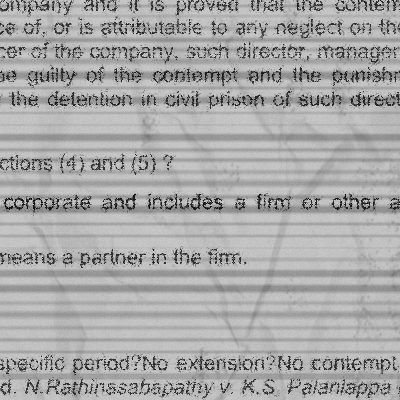 ompany and it is proved that the contem
ce of, or is attributable to any neglect on the
cer of the company, such director, manager
be guilty of the contempt and the punishm
the detention in civil prison of such direct
ctions (4) and (5) ?
corporate and includes a firm or other a
means a partner in the firm.
specific period?No extension?No contempt
d. N.Rathinasabapathy v. K.S. Palaniappa